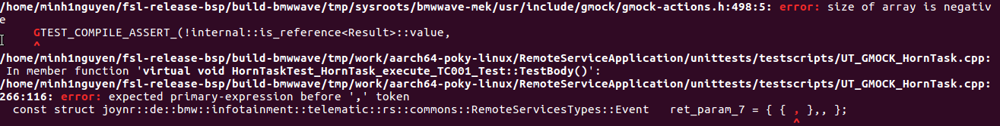 /home/minh1nguyen/fsl-release-bsp/build-bmwwave/tmp/sysroots/bmwwave-mek/usr/include/gmock/gmock-actions.h:498:5: error: size of array is negativ
e
     GTEST_COMPILE_ASSERT_(!internal::is_reference<Result>::value,
     ^
/home/minh1nguyen/fsl-release-bsp/build-bmwwave/tmp/work/aarch64-poky-linux/RemoteServiceApplication/unittests/testscripts/UT_GMOCK_HornTask.cpp:
 In member function 'virtual void HornTaskTest_HornTask_execute_TC001_Test::TestBody()':
/home/minh1nguyen/fsl-release-bsp/build-bmwwave/tmp/work/aarch64-poky-linux/RemoteServiceApplication/unittests/testscripts/UT_GMOCK_HornTask.cpp:
266:116: error: expected primary-expression before ',' token
  const struct joynr::de::bmw::infotainment::telematic::rs::commons::RemoteServicesTypes::Event   ret_param_7 = { { , },, };
                                                                                                                    ^